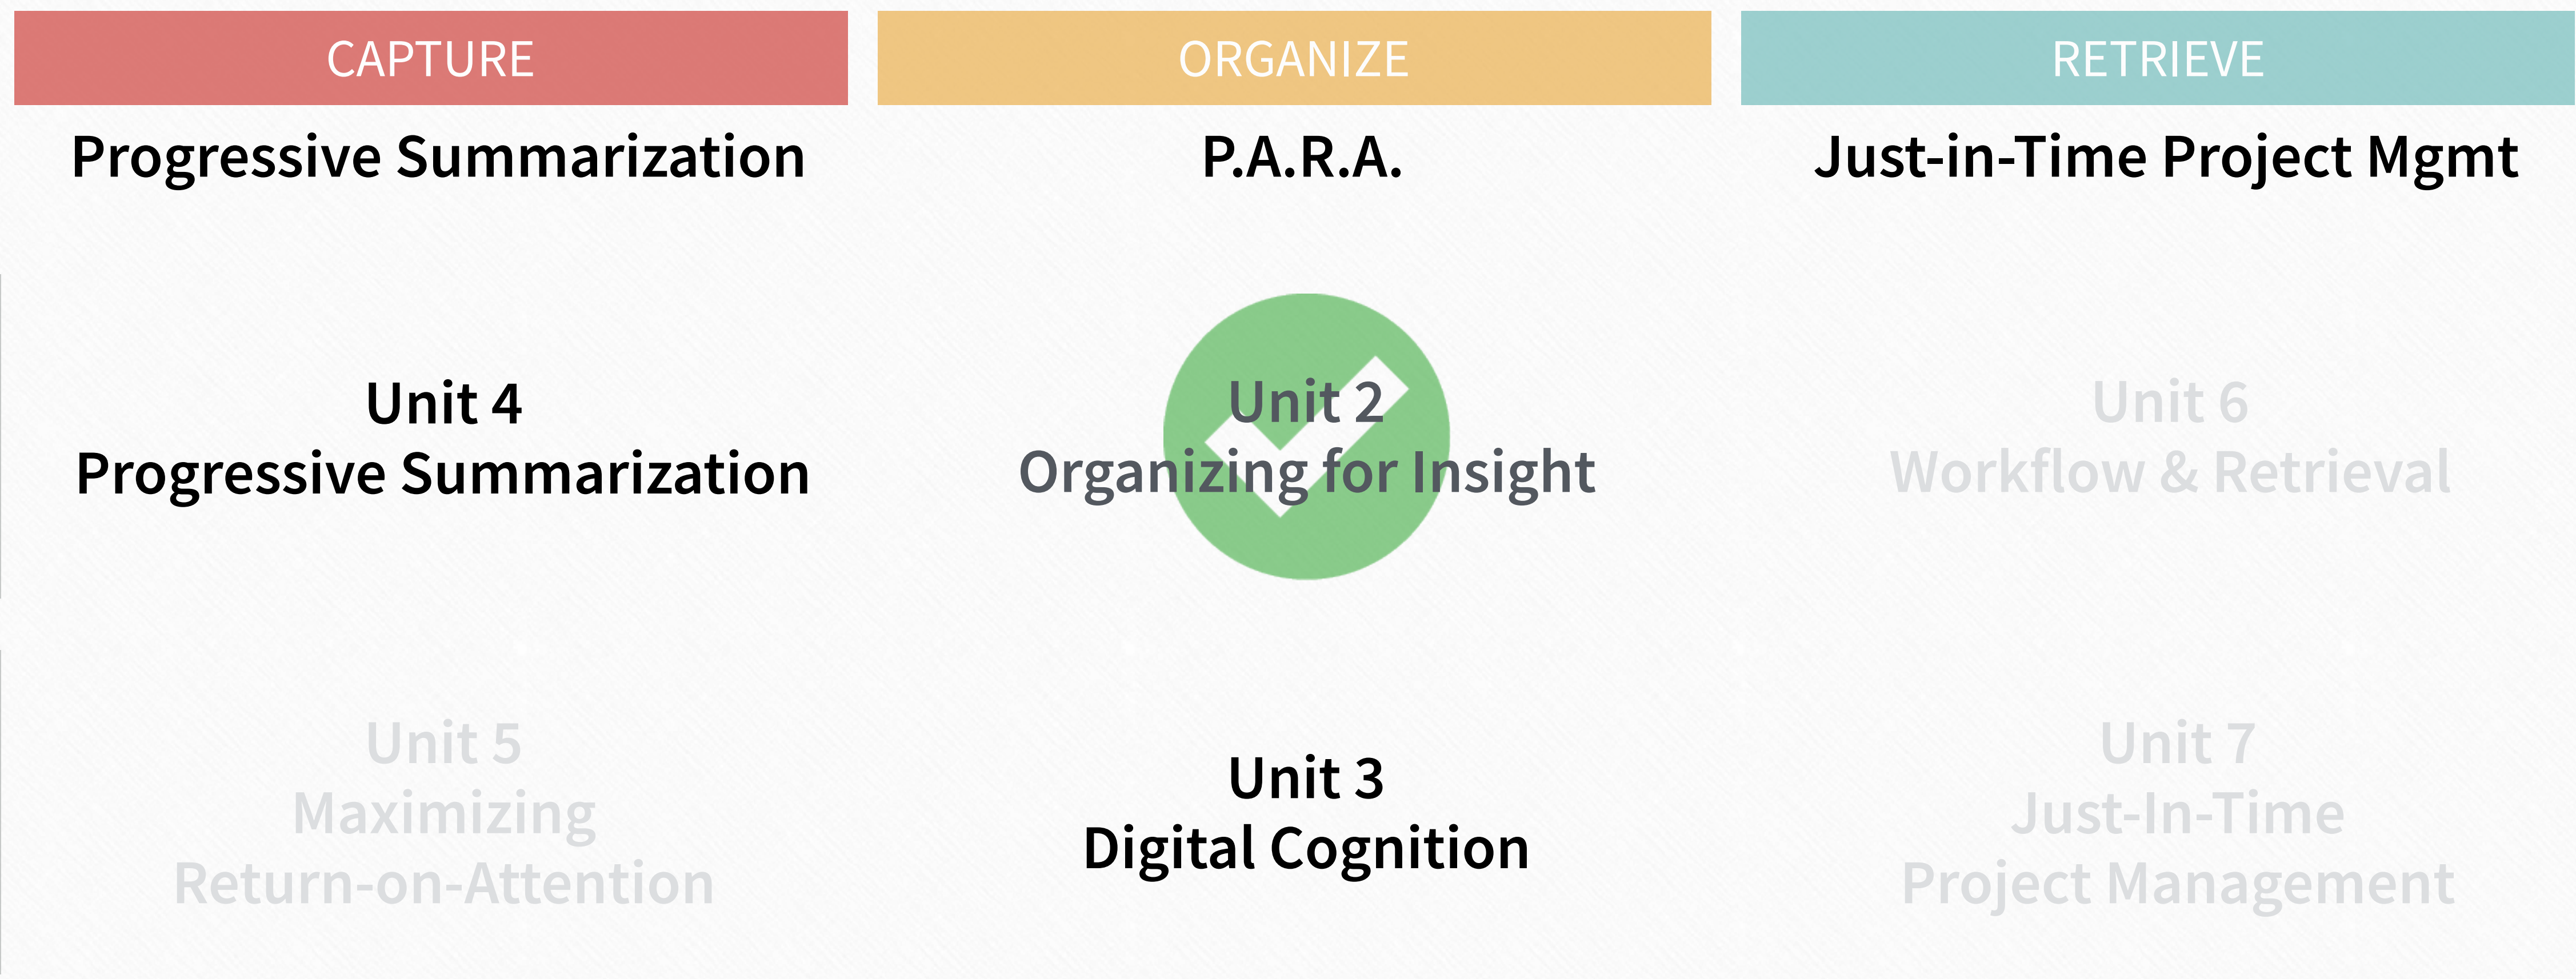 CAPTURE
ORGANIZE
RETRIEVE
Progressive Summarization
P.A.R.A.
Just-in-Time Project Mgmt
Unit 4
Progressive Summarization
Unit 2
Organizing for Insight
Unit 6
Workflow & Retrieval
Unit 5
Maximizing
Return-on-Attention
Unit 3
Digital Cognition
Unit 7
Just-In-Time
Project Management